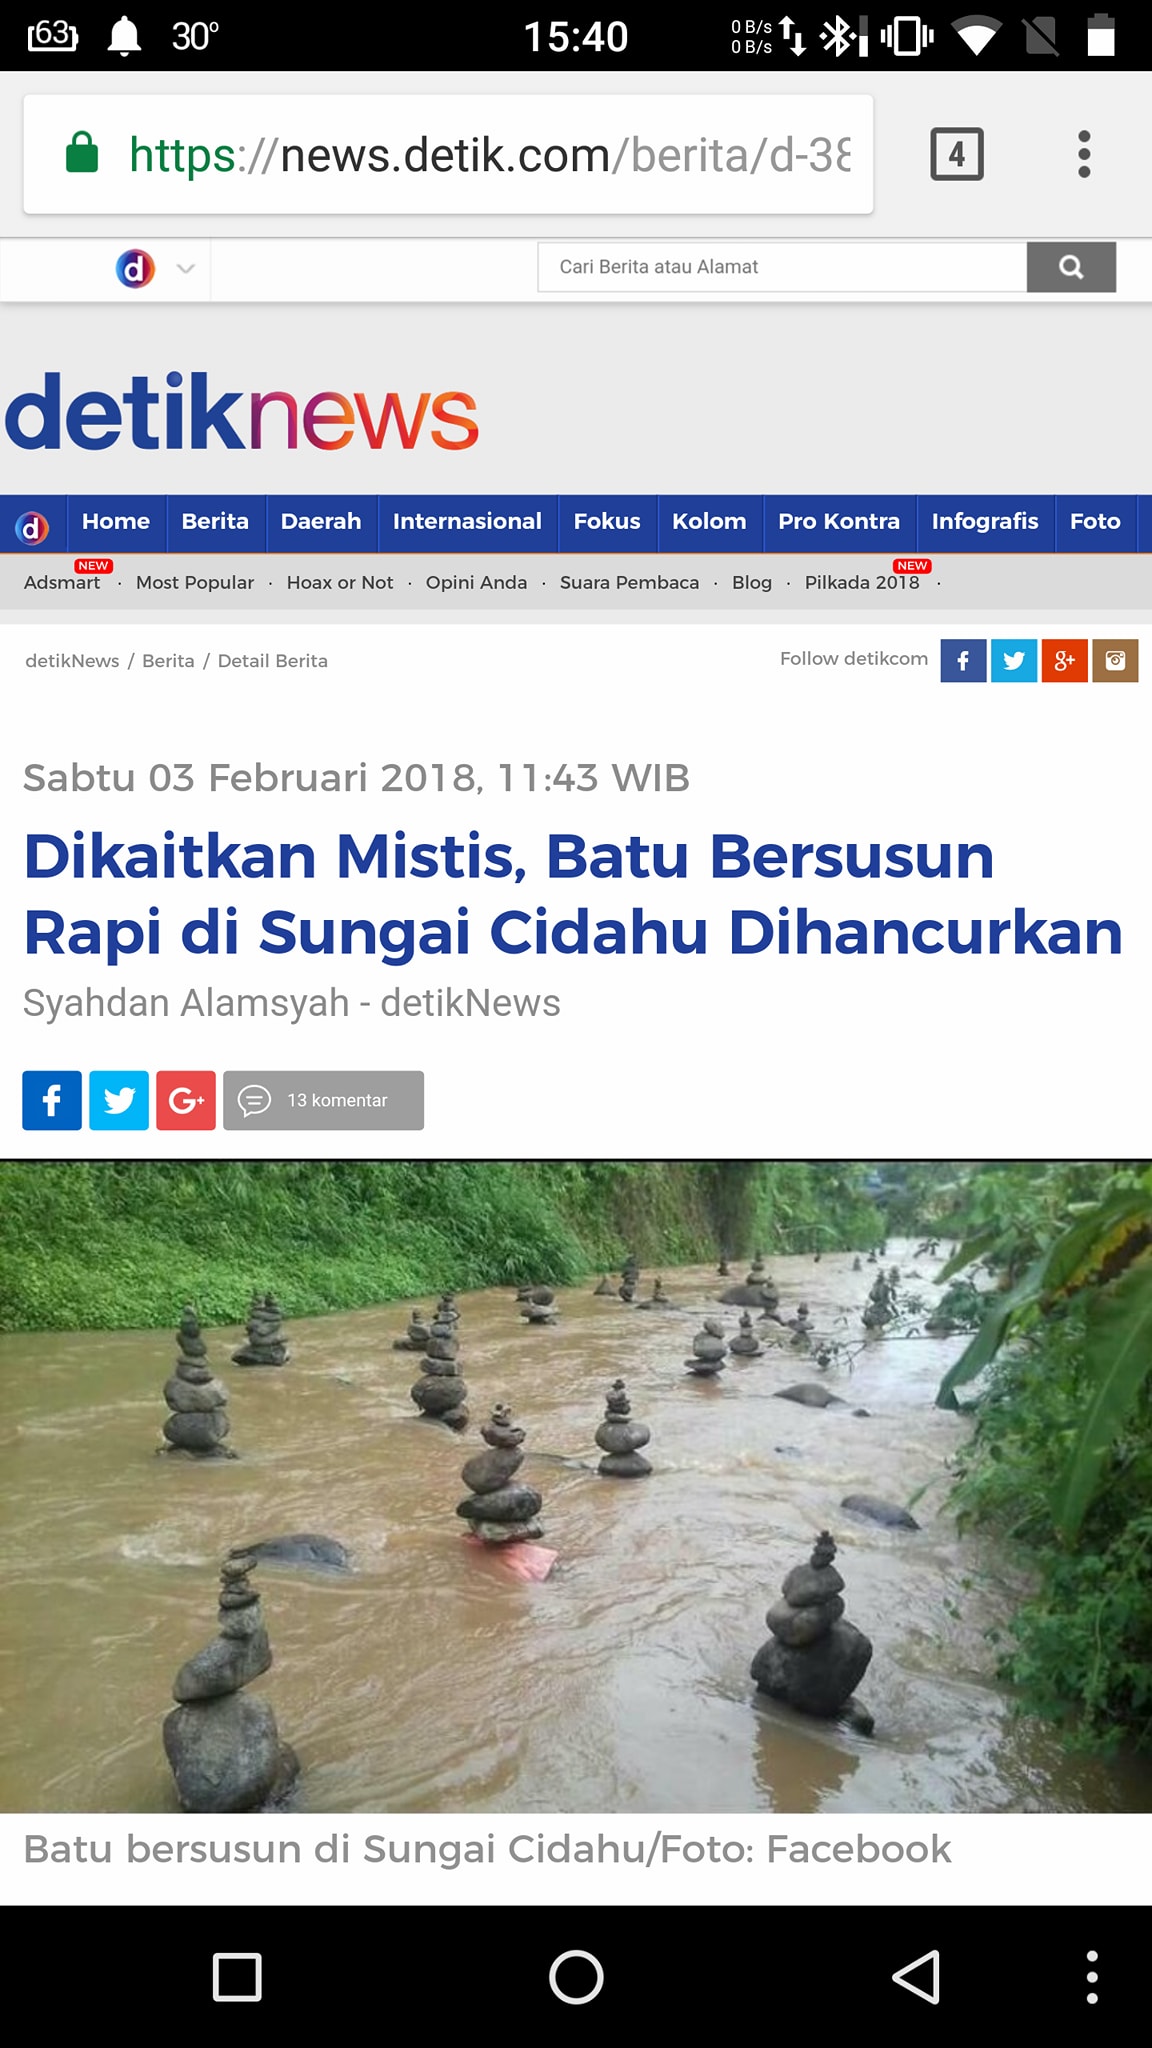 63 30° 15:40 0 B/s
0 B/s
https://news.detik.com/berita/d-38
4
d
Cari Berita atau Alamat
detiknews
d Home Berita Daerah Internasional Fokus Kolom Pro Kontra Infografis Foto
NEW NEW
Adsmart · Most Popular · Hoax or Not · Opini Anda · Suara Pembaca · Blog · Pilkada 2018 ·
detikNews / Berita / Detail Berita Follow detikcom f g+
Sabtu 03 Februari 2018, 11:43 WIB
Dikaitkan Mistis, Batu Bersusun
Rapi di Sungai Cidahu Dihancurkan
Syahdan Alamsyah - detikNews
f G+ 13 komentar
Batu bersusun di Sungai Cidahu/Foto: Facebook